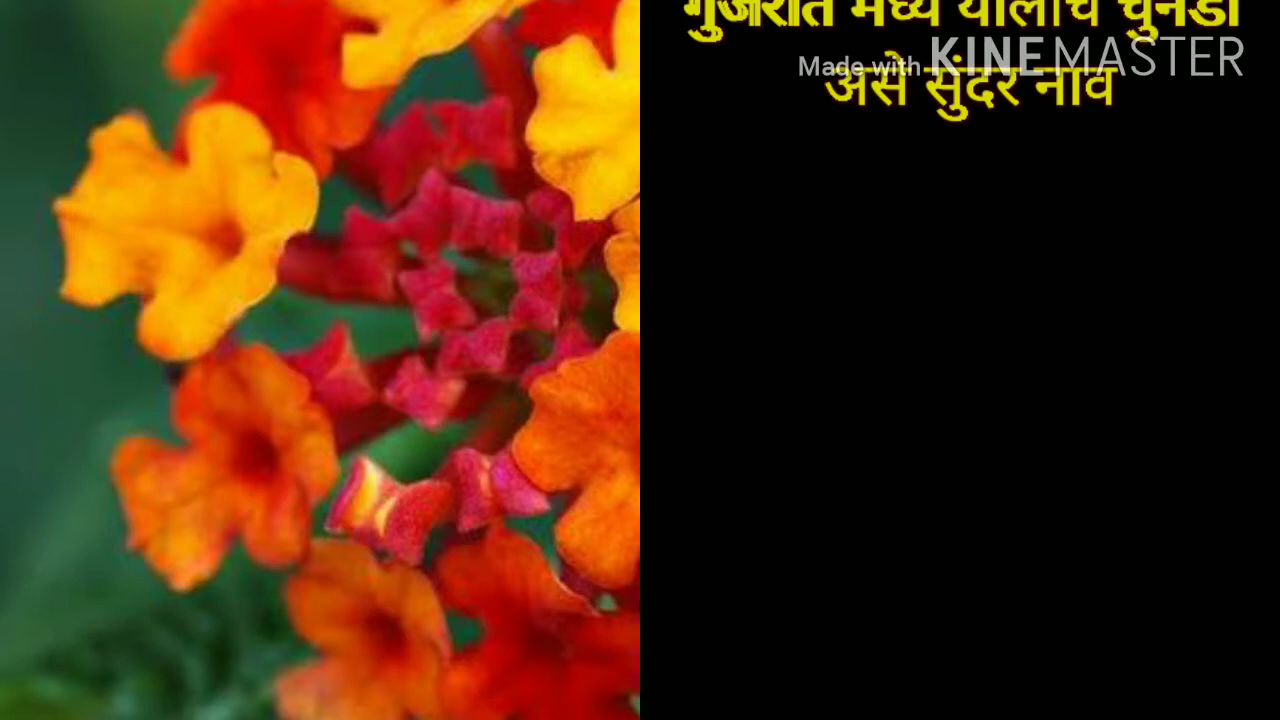 गुजरात मध्ये यालाच चुनडी
Made with KINEMASTER
असे सुंदर नाव